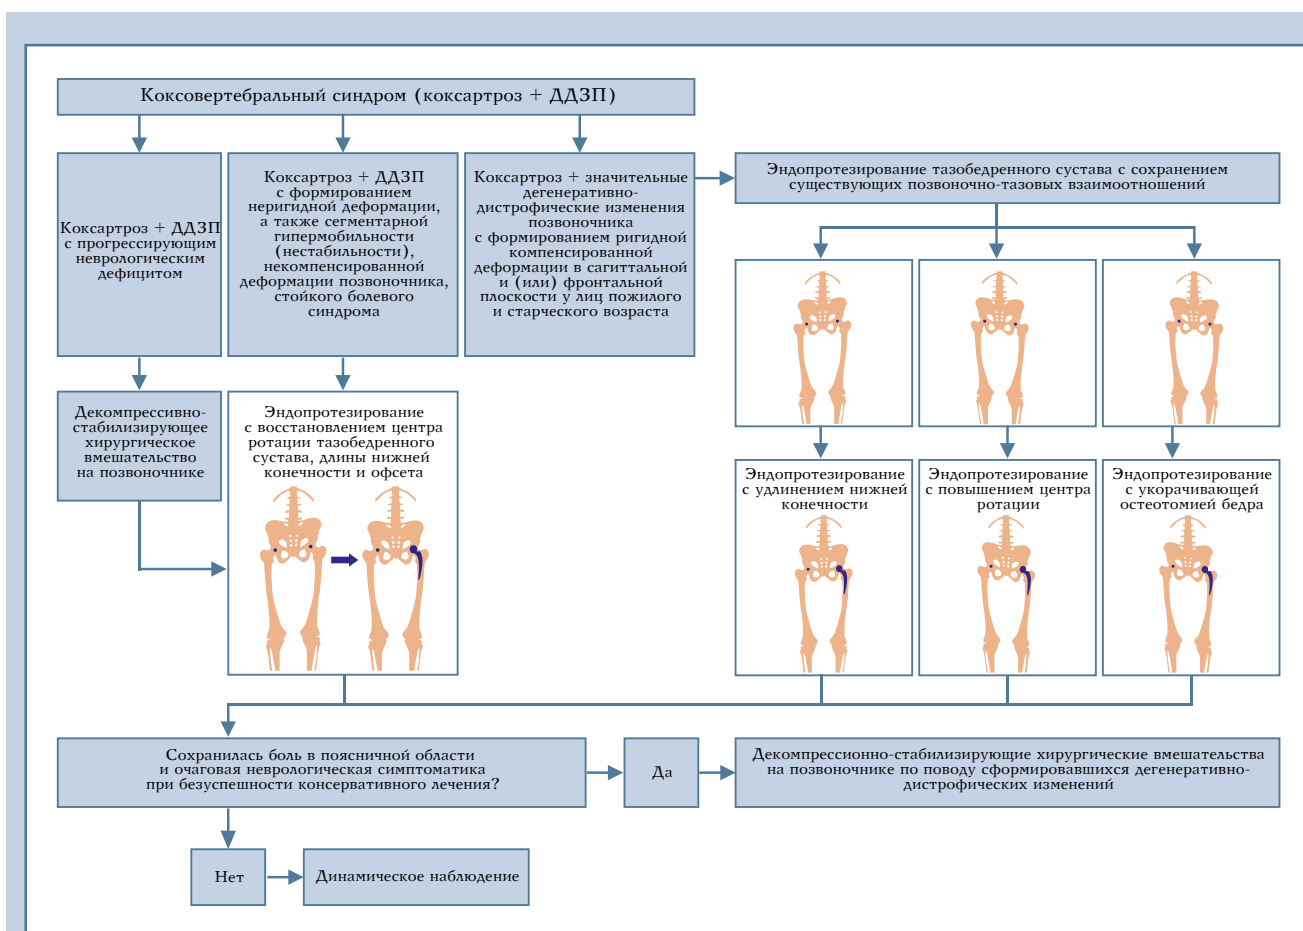 Коксовертебральный синдром (коксартроз + ДДЗП)
Коксартроз + ДДЗП
с прогрессирующим
неврологическим
дефицитом
Коксартроз + ДДЗП
с формированием
неригидной деформации,
а также сегментарной
гипермобильности
(нестабильности),
некомпенсированной
деформации позвоночника,
стойкого болевого
синдрома
Коксартроз + значительные
дегенеративно-
дистрофические изменения
позвоночника
с формированием ригидной
компенсированной
деформации в сагиттальной
и (или) фронтальной
плоскости у лиц пожилого
и старческого возраста
Эндопротезирование тазобедренного сустава с сохранением
существующих позвоночно-тазовых взаимоотношений
Декомпрессивно-
стабилизирующее
хирургическое
вмешательство
на позвоночнике
Эндопротезирование
с восстановлением центра
ротации тазобедренного
сустава, длины нижней
конечности и офсета
Эндопротезирование
с удлинением нижней
конечности
Эндопротезирование
с повышением центра
ротации
Эндопротезирование
с укорачивающей
остеотомией бедра
Сохранилась боль в поясничной области
и очаговая неврологическая симптоматика
при безуспешности консервативного лечения?
Да
Декомпрессионно-стабилизирующие хирургические вмешательства
на позвоночнике по поводу сформировавшихся дегенеративно-
дистрофических изменений
Нет
Динамическое наблюдение